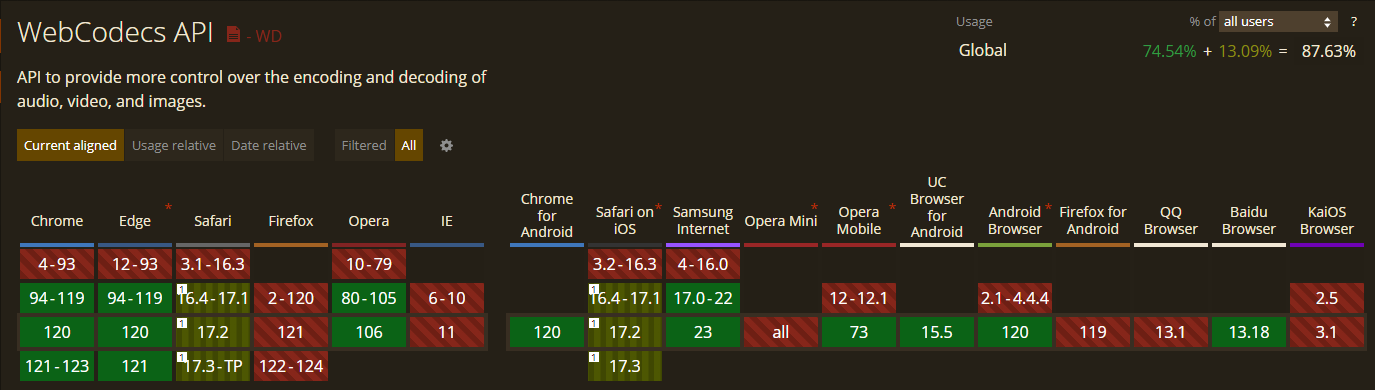 WebCodecs API - WD
Usage % of all users ?
Global 74.54% + 13.09% = 87.63%
API to provide more control over the encoding and decoding of
audio, video, and images.
Current aligned Usage relative Date relative Filtered All
Chrome Edge * Safari Firefox Opera IE Chrome for Android Safari on iOS * Samsung Internet Opera Mini * Opera Mobile * UC Browser for Android Android Browser * Firefox for Android QQ Browser Baidu Browser KaiOS Browser
4-93 12-93 3.1-16.3 10-79 3.2-16.3 4-16.0
94-119 94-119 1 16.4-17.1 2-120 80-105 6-10 1 16.4-17.1 17.0-22 12-12.1 2.1-4.4.4 2.5
120 120 1 17.2 121 106 11 120 1 17.2 23 all 73 15.5 120 119 13.1 13.18 3.1
121-123 121 1 17.3-TP 122-124 1 17.3